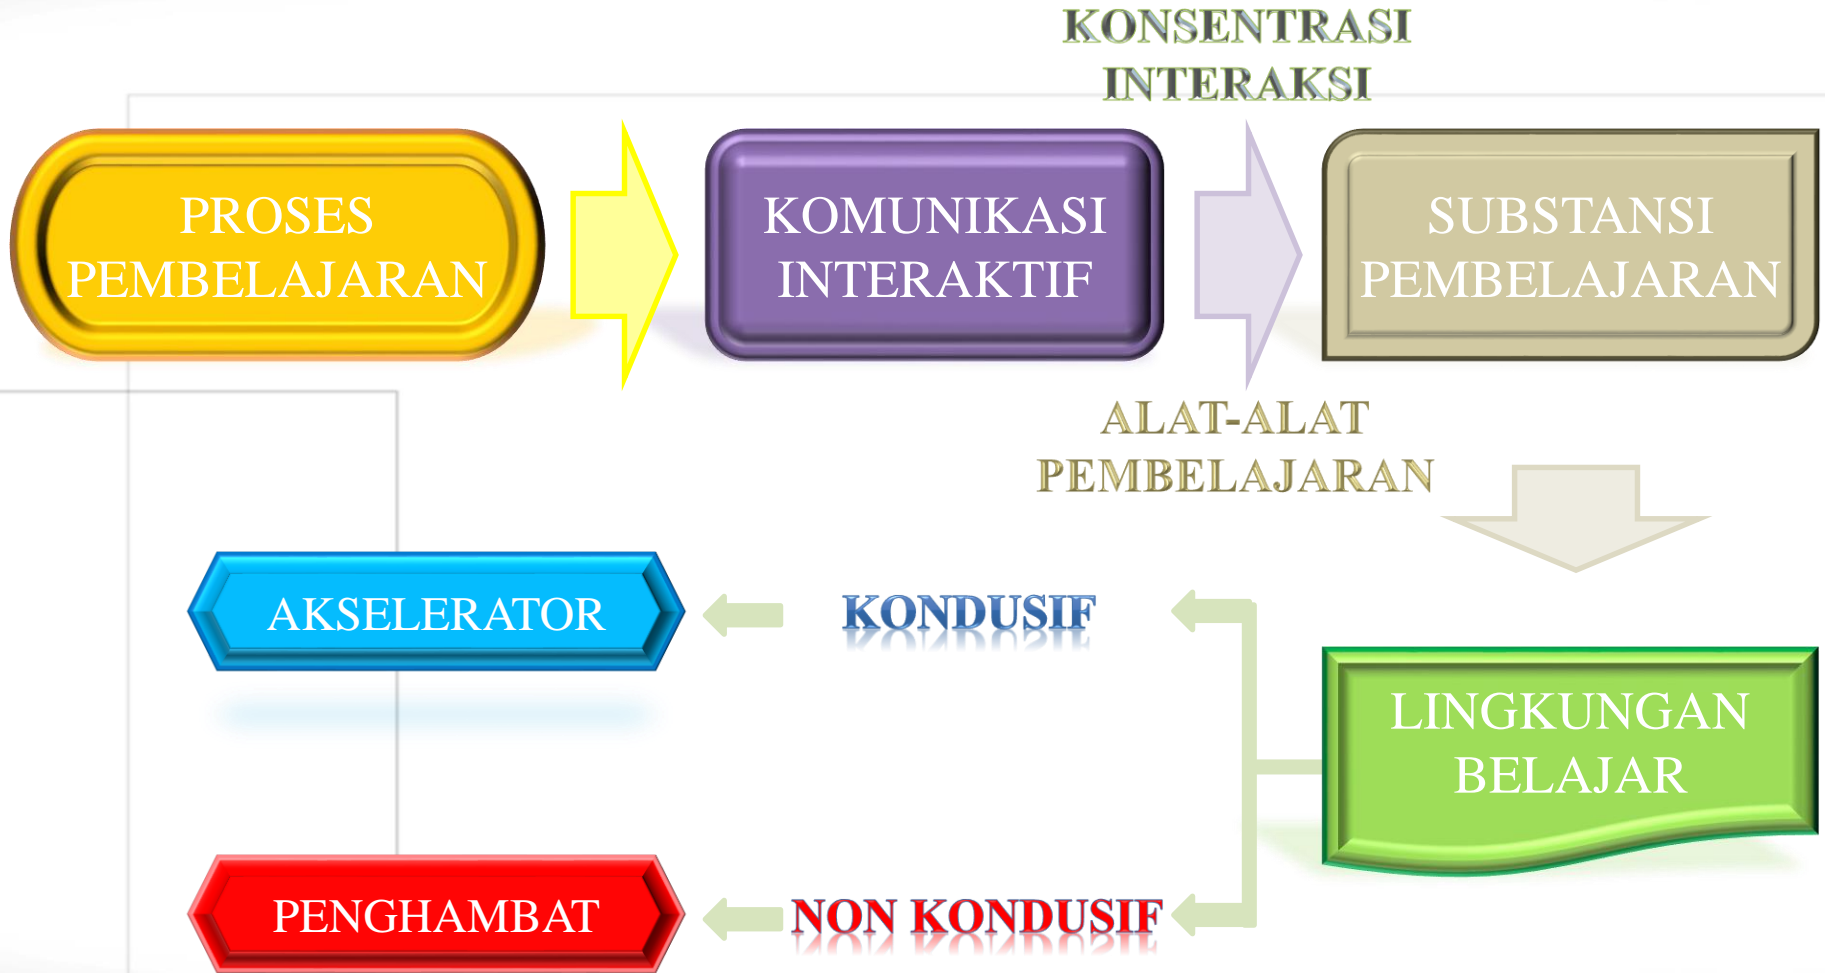 KONSENTRASI
INTERAKSI
PROSES
PEMBELAJARAN
KOMUNIKASI
INTERAKTIF
SUBSTANSI
PEMBELAJARAN
ALAT-ALAT
PEMBELAJARAN
AKSELERATOR
KONDUSIF
LINGKUNGAN
BELAJAR
PENGHAMBAT
NON KONDUSIF